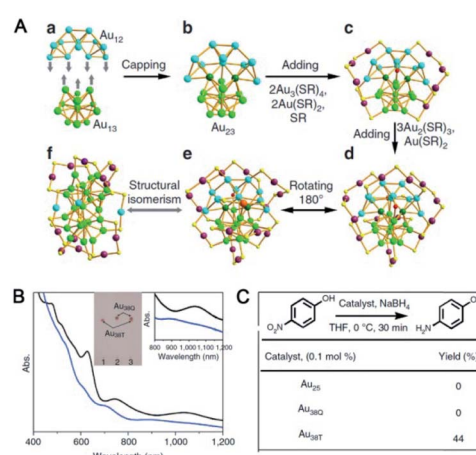 A
a
b
c
Au12
Au13
Capping
Au23
Adding
2Au3(SR)4,
2Au(SR)2,
SR
Adding
3Au2(SR)3,
Au(SR)2
f
e
d
Structural
isomerism
Rotating
180°
B
Abs.
Au38Q
Au38T
1 2 3
Abs.
800 900 1,000 1,100 1,200
Wavelength (nm)
400 600 800 1,000 1,200
Wavelength (nm)
C
OH
O2N
Catalyst, NaBH4
THF, 0 °C, 30 min
H2N
Catalyst, (0.1 mol %)
Yield (%)
Au25
0
Au38Q
0
Au38T
44